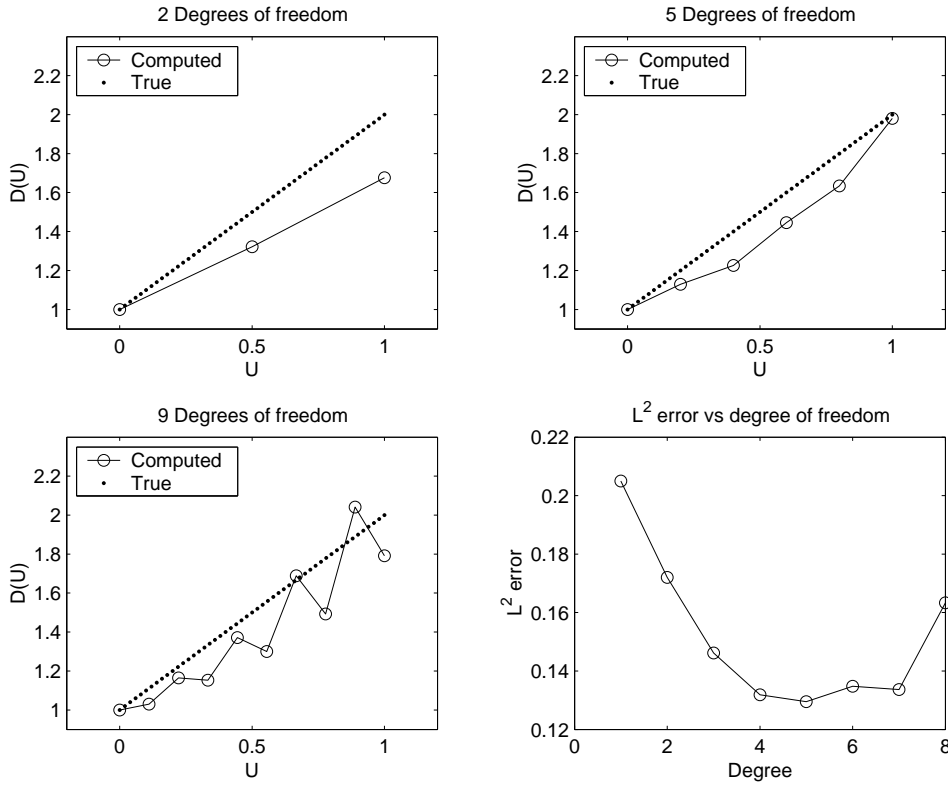 2 Degrees of freedom
Computed
True
2.2
2
1.8
1.6
1.4
1.2
1
D(U)
0
0.5
1
U
5 Degrees of freedom
Computed
True
2.2
2
1.8
1.6
1.4
1.2
1
D(U)
0
0.5
1
U
9 Degrees of freedom
Computed
True
2.2
2
1.8
1.6
1.4
1.2
1
D(U)
0
0.5
1
U
L² error vs degree of freedom
0.22
0.2
0.18
0.16
0.14
0.12
L² error
0
2
4
6
8
Degree